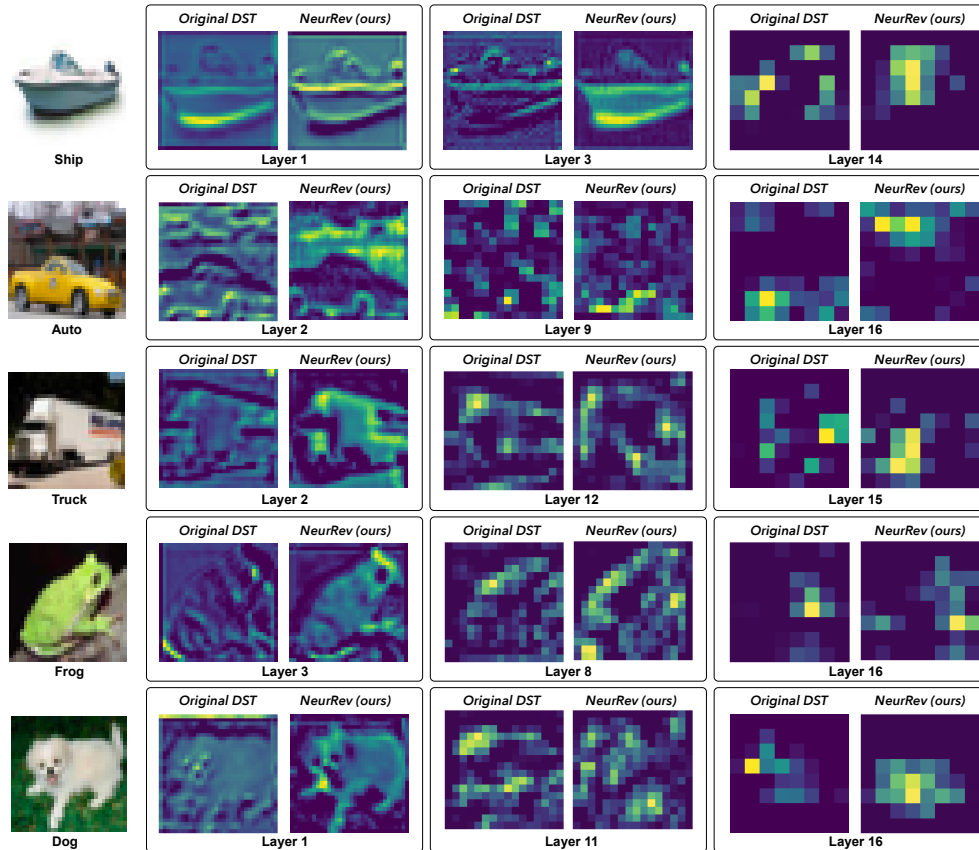 Original DST NeurRev (ours) Original DST NeurRev (ours) Original DST NeurRev (ours)
Ship Layer 1 Layer 3 Layer 14
Original DST NeurRev (ours) Original DST NeurRev (ours) Original DST NeurRev (ours)
Auto Layer 2 Layer 9 Layer 16
Original DST NeurRev (ours) Original DST NeurRev (ours) Original DST NeurRev (ours)
Truck Layer 2 Layer 12 Layer 15
Original DST NeurRev (ours) Original DST NeurRev (ours) Original DST NeurRev (ours)
Frog Layer 3 Layer 8 Layer 16
Original DST NeurRev (ours) Original DST NeurRev (ours) Original DST NeurRev (ours)
Dog Layer 1 Layer 11 Layer 16